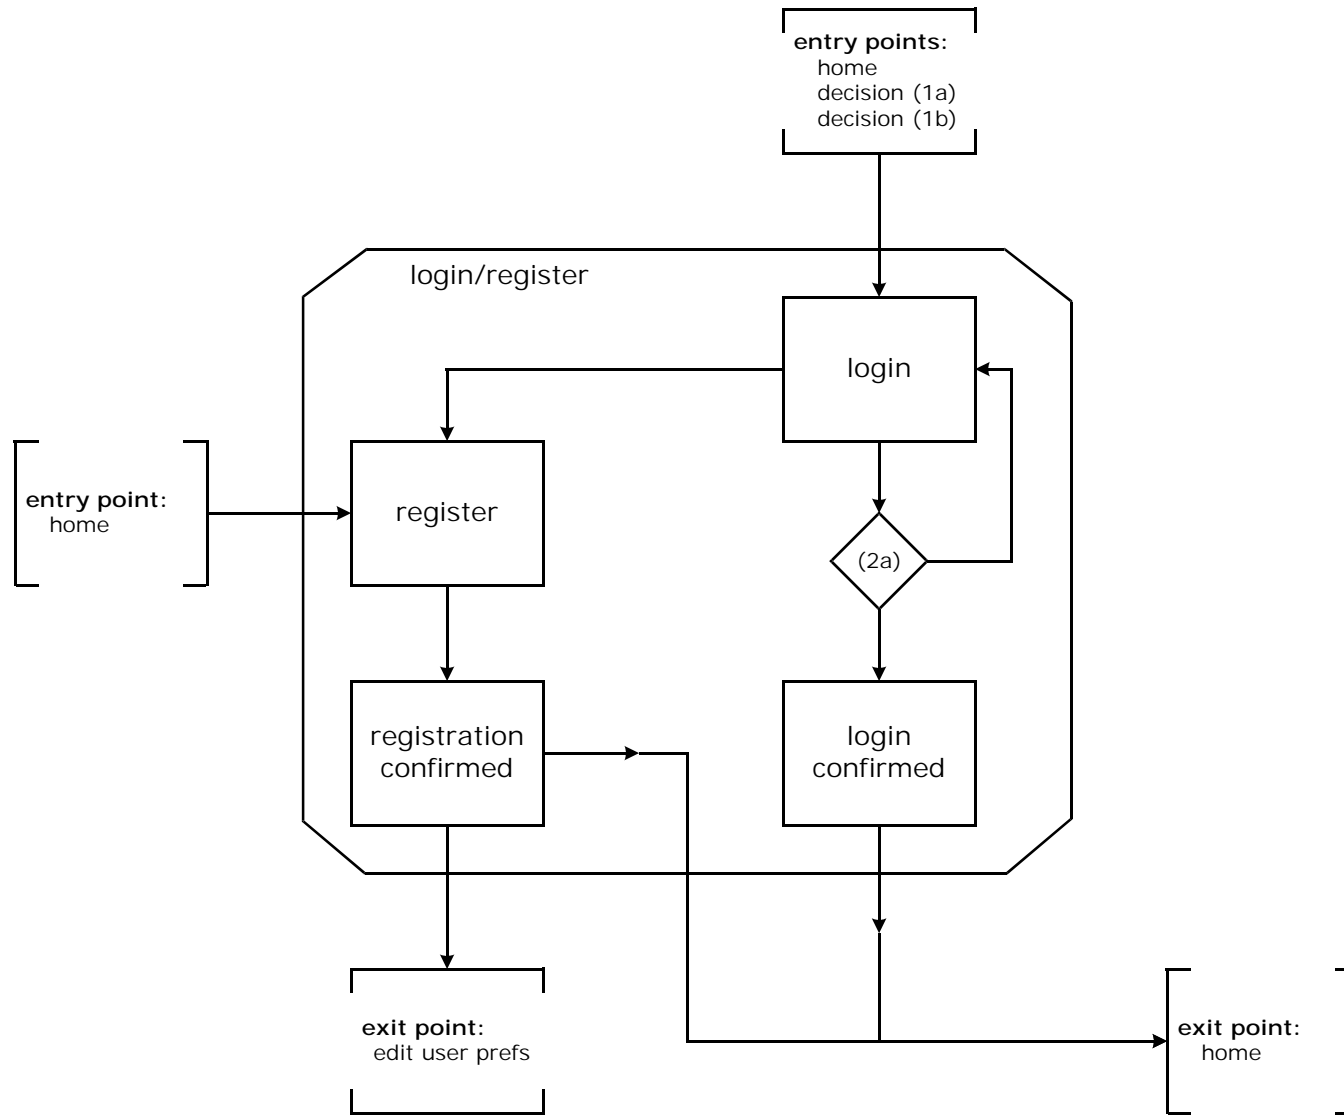 entry points:
home
decision (1a)
decision (1b)
login/register
login
entry point:
home
register
(2a)
registration
confirmed
login
confirmed
exit point:
edit user prefs
exit point:
home